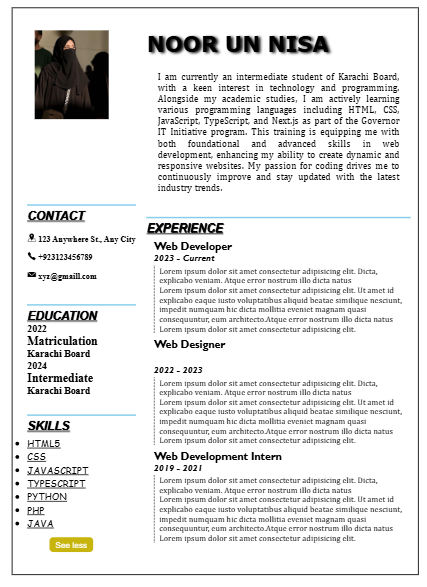 NOOR UN NISA
I am currently an intermediate student of Karachi Board,
with a keen interest in technology and programming.
Alongside my academic studies, I am actively learning
various programming languages including HTML, CSS,
JavaScript, TypeScript, and Next.js as part of the Governor
IT Initiative program. This training is equipping me with
both foundational and advanced skills in web
development, enhancing my ability to create dynamic and
responsive websites. My passion for coding drives me to
continuously improve and stay updated with the latest
industry trends.
CONTACT
123 Anywhere St., Any City
+923123456789
xyz@gmaill.com
EDUCATION
2022
Matriculation
Karachi Board
2024
Intermediate
Karachi Board
SKILLS
HTML5
CSS
JAVASCRIPT
TYPESCRIPT
PYTHON
PHP
JAVA
See less
EXPERIENCE
Web Developer
2023 - Current
Lorem ipsum dolor sit amet consectetur adipisicing elit. Dicta,
explicabo veniam. Atque error nostrum illo dicta natus
Lorem ipsum dolor sit amet consectetur adipisicing elit. Ut amet id
explicabo eaque iusto voluptatibus aliquid beatae similique nesciunt,
impedit numquam hic dicta mollitia eveniet magnam quasi
consequuntur, eum architecto.Atque error nostrum illo dicta natus
Lorem ipsum dolor sit amet consectetur adipisicing elit.
Web Designer
2022 - 2023
Lorem ipsum dolor sit amet consectetur adipisicing elit. Dicta,
explicabo veniam. Atque error nostrum illo dicta natus
Lorem ipsum dolor sit amet consectetur adipisicing elit. Ut amet id
explicabo eaque iusto voluptatibus aliquid beatae similique nesciunt,
impedit numquam hic dicta mollitia eveniet magnam quasi
consequuntur, eum architecto.Atque error nostrum illo dicta natus
Lorem ipsum dolor sit amet consectetur adipisicing elit.
Web Development Intern
2019 - 2021
Lorem ipsum dolor sit amet consectetur adipisicing elit. Dicta,
explicabo veniam. Atque error nostrum illo dicta natus
Lorem ipsum dolor sit amet consectetur adipisicing elit. Ut amet id
explicabo eaque iusto voluptatibus aliquid beatae similique nesciunt,
impedit numquam hic dicta mollitia eveniet magnam quasi
consequuntur, eum architecto.Atque error nostrum illo dicta natus
Lorem ipsum dolor sit amet consectetur adipisicing elit.